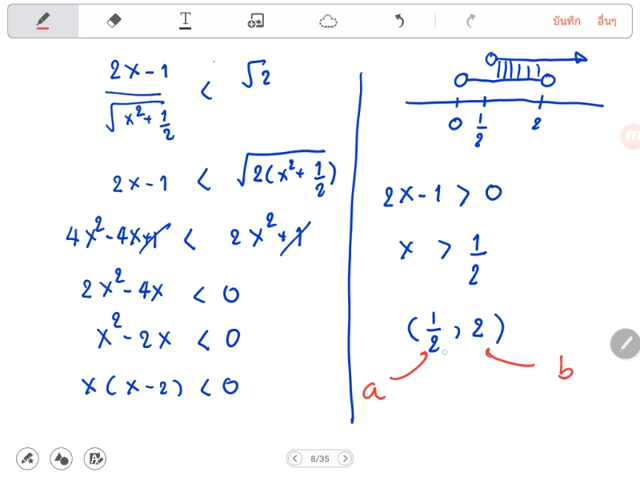 บันทึก อื่นๆ
2x-1/√(x²+1/2) < √2
2x-1 < √(2(x²+1/2))
4x²-4x+1 < 2x²+1
2x²-4x < 0
x²-2x < 0
x(x-2) < 0
0 1/2 2
2x-1 > 0
x > 1/2
(1/2, 2)
a b
8/35